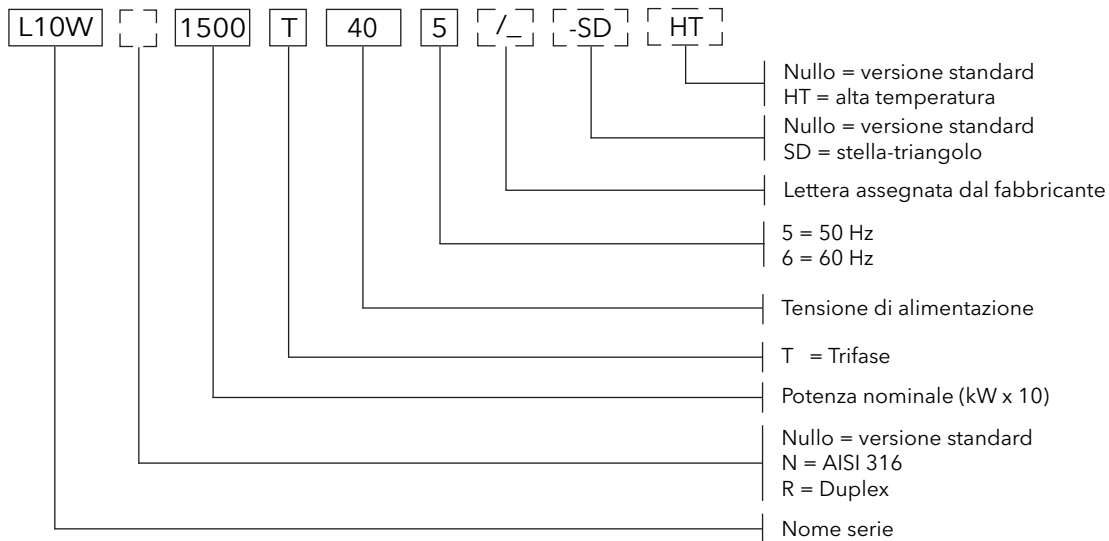 L10W 1500 T 40 5 /_ -SD HT
Nullo = versione standard
HT = alta temperatura
Nullo = versione standard
SD = stella-triangolo
Lettera assegnata dal fabbricante
5 = 50 Hz
6 = 60 Hz
Tensione di alimentazione
T = Trifase
Potenza nominale (kW x 10)
Nullo = versione standard
N = AISI 316
R = Duplex
Nome serie